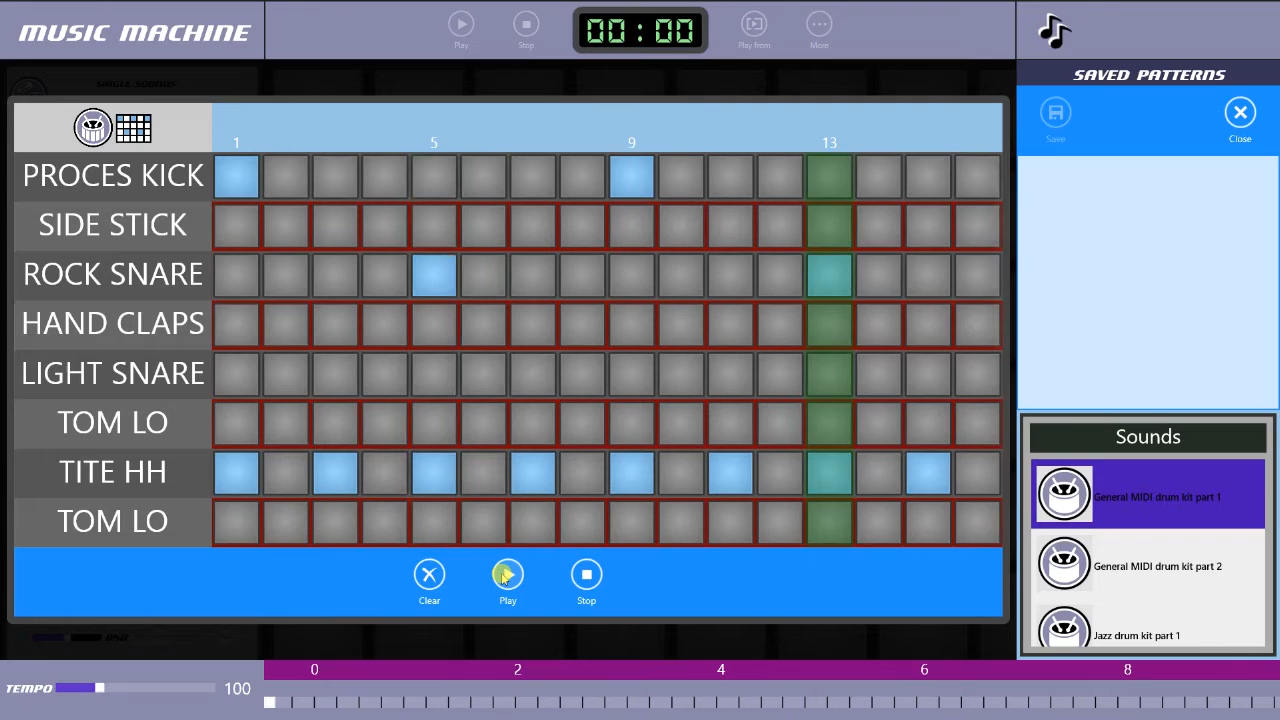 MUSIC MACHINE
Play
Stop
00:00
Play from
More
SINGLE SOUNDS
SAVED PATTERNS
Save
Close
1 5 9 13
PROCES KICK
SIDE STICK
ROCK SNARE
HAND CLAPS
LIGHT SNARE
TOM LO
TITE HH
TOM LO
Clear
Play
Stop
Sounds
General MIDI drum kit part 1
General MIDI drum kit part 2
Jazz drum kit part 1
0 2 4 6 8
TEMPO 100